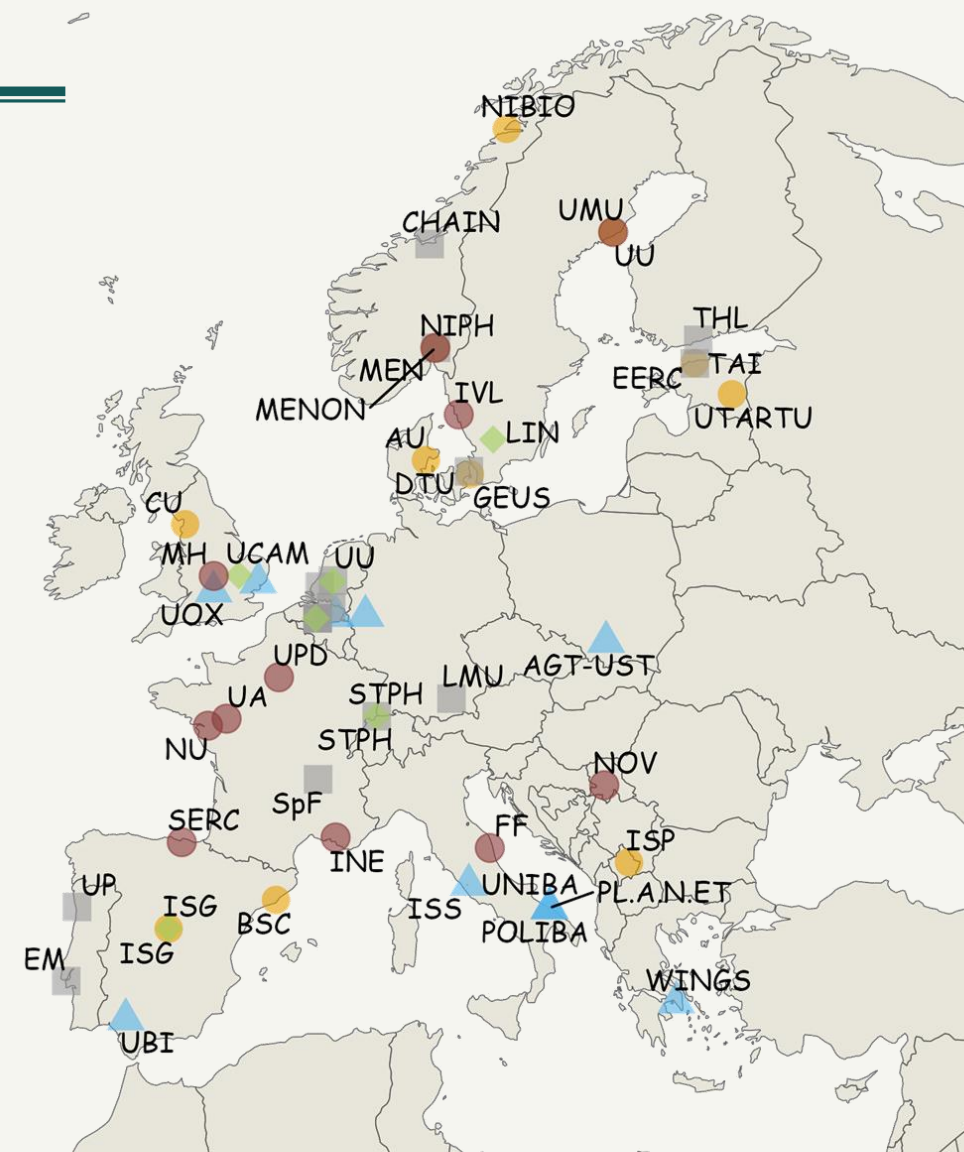 NIBIO
UMU
CHAIN
UU
THL
NIPH
MEN
TAI
EERC
IVL
MENON
UTARTU
LIN
AU
DTU
GEUS
CU
MH
UCAM
UU
UOX
UPD
AGT-UST
LMU
STPH
UA
STPH
NU
NOV
SpF
SERC
FF
ISP
INE
UP
UNIBA
PL.A.N.ET
ISG
ISS
BSC
POLIBA
ISG
EM
WINGS
UBI